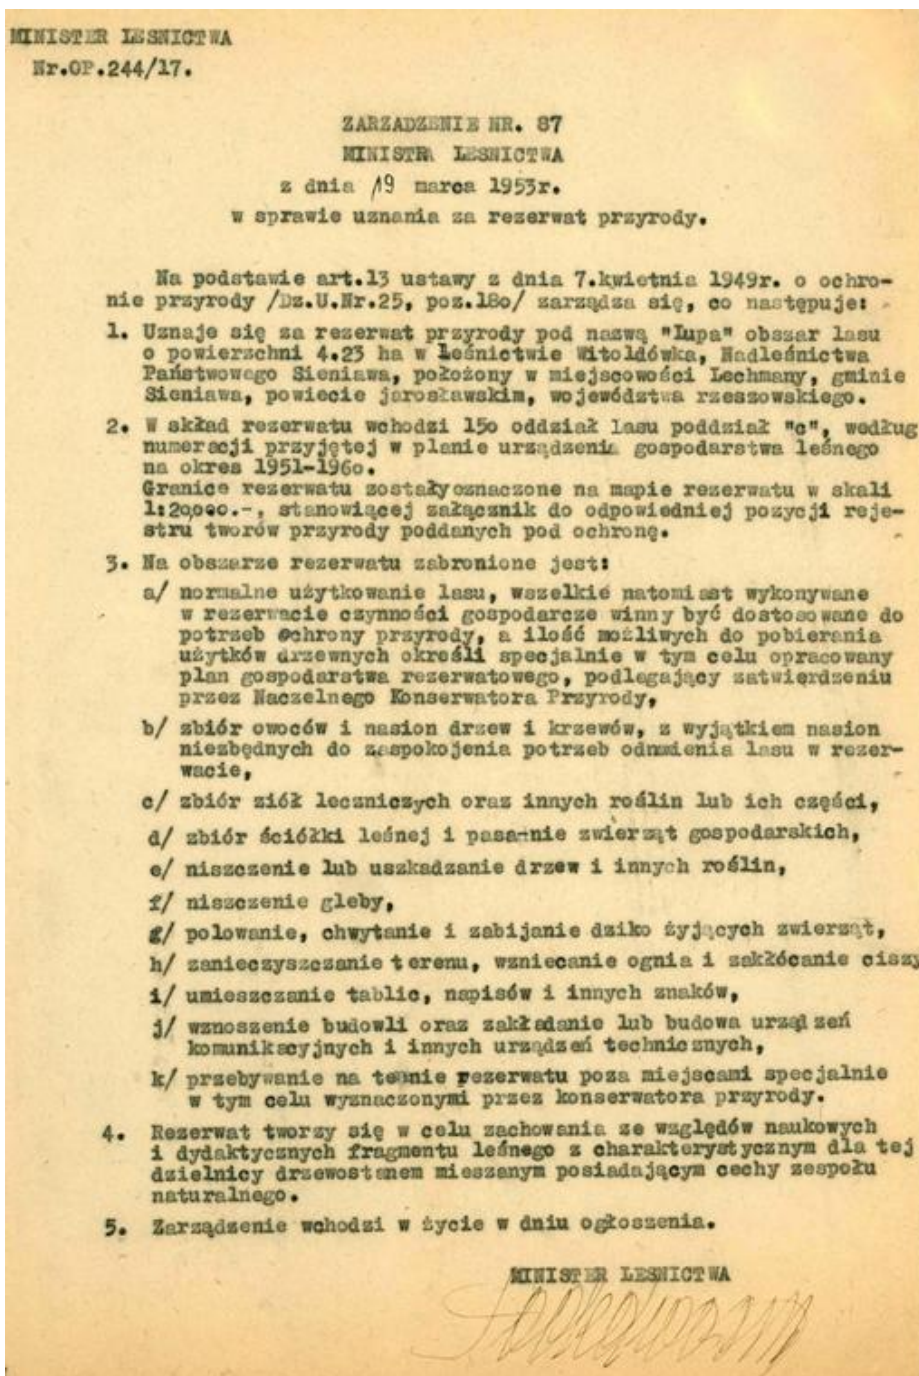 MINISTER LESNICTWA
Nr.OP.244/17.
ZARZADZENIE NR. 87
MINISTRA LESNICTWA
z dnia 19 marca 1953r.
w sprawie uznania za rezerwat przyrody.
Na podstawie art.13 ustawy z dnia 7.kwietnia 1949r. o ochro-
nie przyrody /Dz.U.Nr.25, poz.18o/ zarządza się, co następuje:
1. Uznaje się za rezerwat przyrody pod nazwą "Lupa" obszar lasu
o powierzchni 4.23 ha w leśnictwie Witoldówka, Nadleśnictwa
Państwowego Sieniawa, położony w miejscowości Lechmany, gminie
Sieniawa, powiecie jarosławskim, województwa rzeszowskiego.
2. W skład rezerwatu wchodzi 15o oddział lasu poddział "c", według
numeracji przyjętej w planie urządzenia gospodarstwa leśnego
na okres 1951-196o.
Granice rezerwatu zostały oznaczone na mapie rezerwatu w skali
1:20,000.-, stanowiącej załącznik do odpowiedniej pozycji reje-
stru tworów przyrody poddanych pod ochronę.
3. Na obszarze rezerwatu zabronione jest:
a/ normalne użytkowanie lasu, wszelkie natomiast wykonywane
w rezerwacie czynności gospodarcze winny być dostosowane do
potrzeb ochrony przyrody, a ilość możliwych do pobierania
użytków drzewnych określi specjalnie w tym celu opracowany
plan gospodarstwa rezerwatowego, podlegający zatwierdzeniu
przez Naczelnego Konserwatora Przyrody,
b/ zbiór owoców i nasion drzew i krzewów, z wyjątkiem nasion
niezbędnych do zaspokojenia potrzeb odnmienia lasu w rezer-
wacie,
c/ zbiór ziół leczniczych oraz innych roślin lub ich części,
d/ zbiór ściółki leśnej i pasanie zwierząt gospodarskich,
e/ niszczenie lub uszkadzanie drzew i innych roślin,
f/ niszczenie gleby,
g/ polowanie, chwytanie i zabijanie dziko żyjących zwierząt,
h/ zanieczyszczanie terenu, wzniecanie ognia i zakłócanie ciszy
i/ umieszczanie tablic, napisów i innych znaków,
j/ wznoszenie budowli oraz zakładanie lub budowa urządzeń
komunikacyjnych i innych urządzeń technicznych,
k/ przebywanie na terenie rezerwatu poza miejscami specjalnie
w tym celu wyznaczonymi przez konserwatora przyrody.
4. Rezerwat tworzy się w celu zachowania ze względów naukowych
i dydaktycznych fragmentu leśnego z charakterystycznym dla tej
dzielnicy drzewostanem mieszanym posiadającym cechy zespołu
naturalnego.
5. Zarządzenie wchodzi w życie w dniu ogłoszenia.
MINISTER LESNICTWA